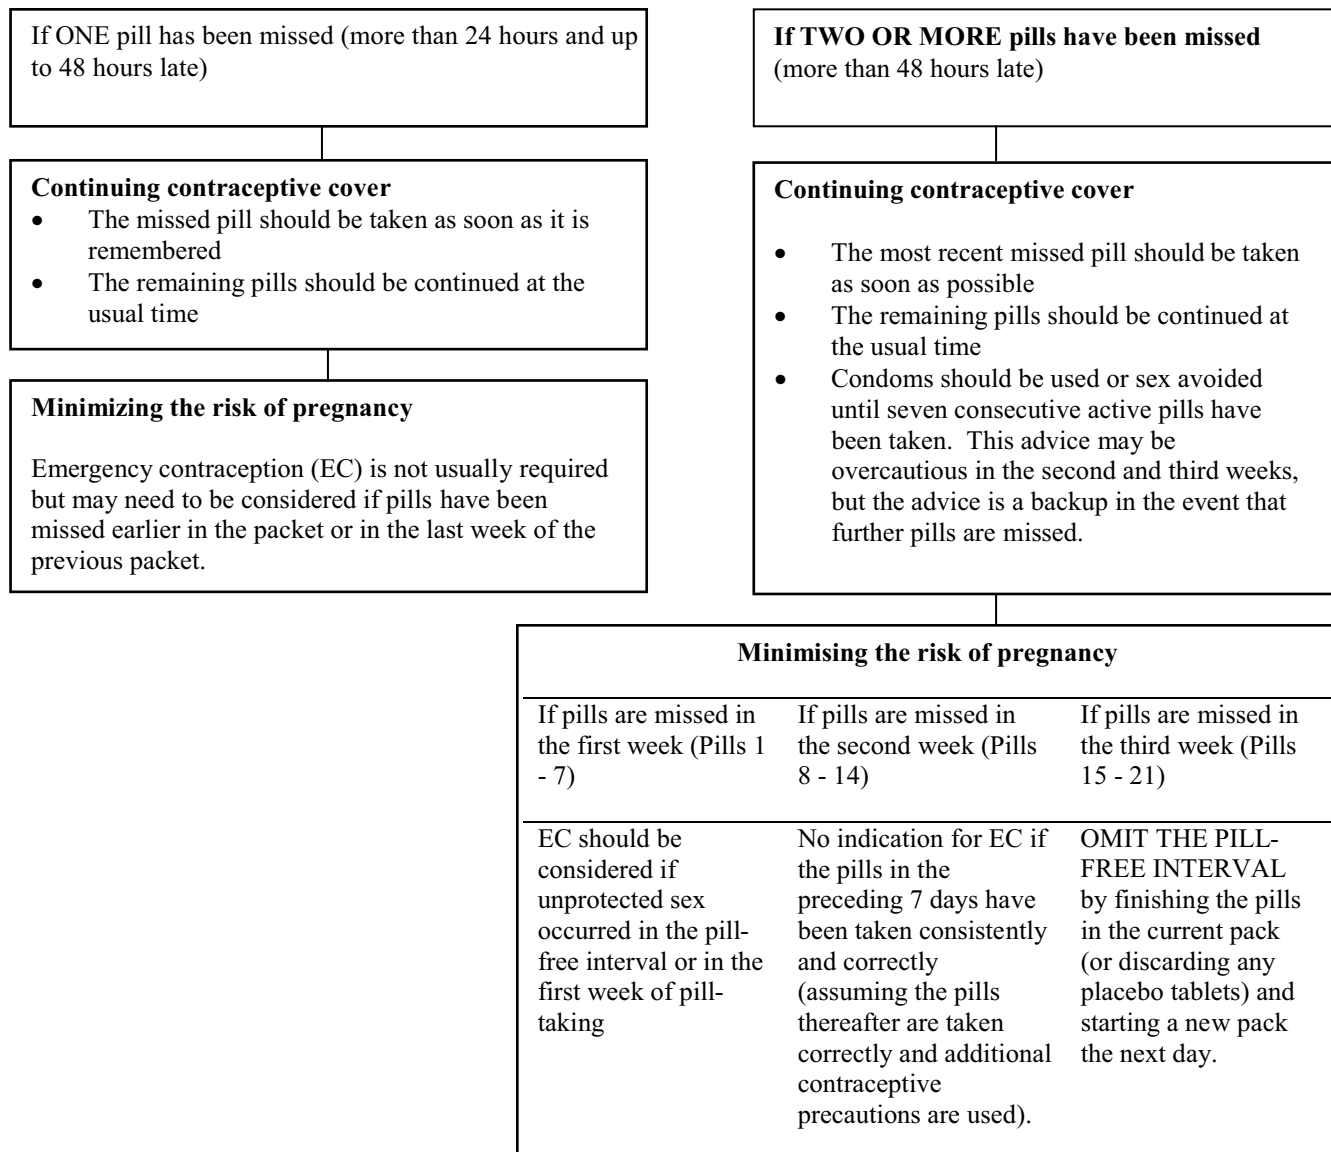 If ONE pill has been missed (more than 24 hours and up
to 48 hours late)
Continuing contraceptive cover
• The missed pill should be taken as soon as it is
remembered
• The remaining pills should be continued at the
usual time
Minimizing the risk of pregnancy
Emergency contraception (EC) is not usually required
but may need to be considered if pills have been
missed earlier in the packet or in the last week of the
previous packet.
If TWO OR MORE pills have been missed
(more than 48 hours late)
Continuing contraceptive cover
• The most recent missed pill should be taken
as soon as possible
• The remaining pills should be continued at
the usual time
• Condoms should be used or sex avoided
until seven consecutive active pills have
been taken. This advice may be
overcautious in the second and third weeks,
but the advice is a backup in the event that
further pills are missed.
Minimising the risk of pregnancy
If pills are missed in
the first week (Pills 1
- 7)
EC should be
considered if
unprotected sex
occurred in the pill-
free interval or in the
first week of pill-
taking
If pills are missed in
the second week (Pills
8 - 14)
No indication for EC if
the pills in the
preceding 7 days have
been taken consistently
and correctly
(assuming the pills
thereafter are taken
correctly and additional
contraceptive
precautions are used).
If pills are missed in
the third week (Pills
15 - 21)
OMIT THE PILL-
FREE INTERVAL
by finishing the pills
in the current pack
(or discarding any
placebo tablets) and
starting a new pack
the next day.